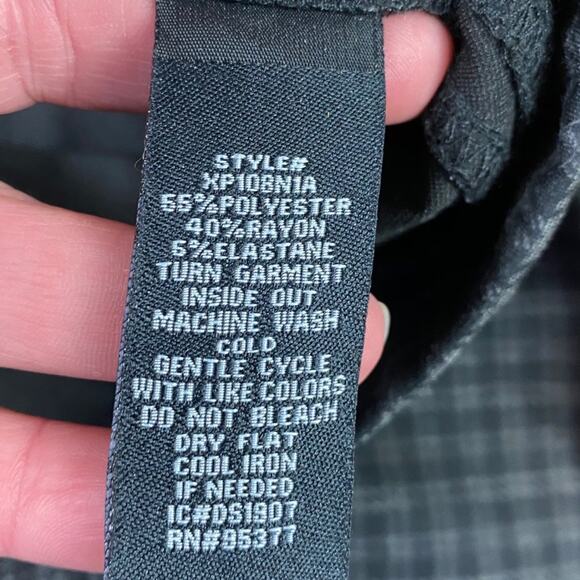 STYLE#
XP106N1A
55%POLYESTER
40%RAYON
5%ELASTANE
TURN GARMENT
INSIDE OUT
MACHINE WASH
COLD
GENTLE CYCLE
WITH LIKE COLORS
DO NOT BLEACH
DRY FLAT
COOL IRON
IF NEEDED
IC#DS1907
RN#95377